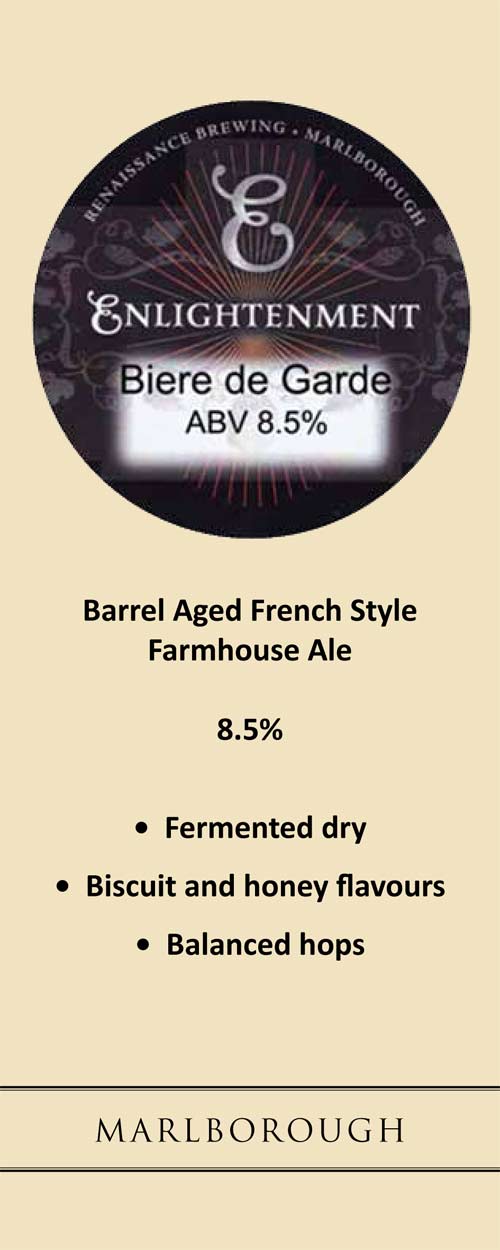 RENAISSANCE BREWING • MARLBOROUGH
E
ENLIGHTENMENT
Biere de Garde
ABV 8.5%
Barrel Aged French Style
Farmhouse Ale
8.5%
• Fermented dry
• Biscuit and honey flavours
• Balanced hops
MARLBOROUGH